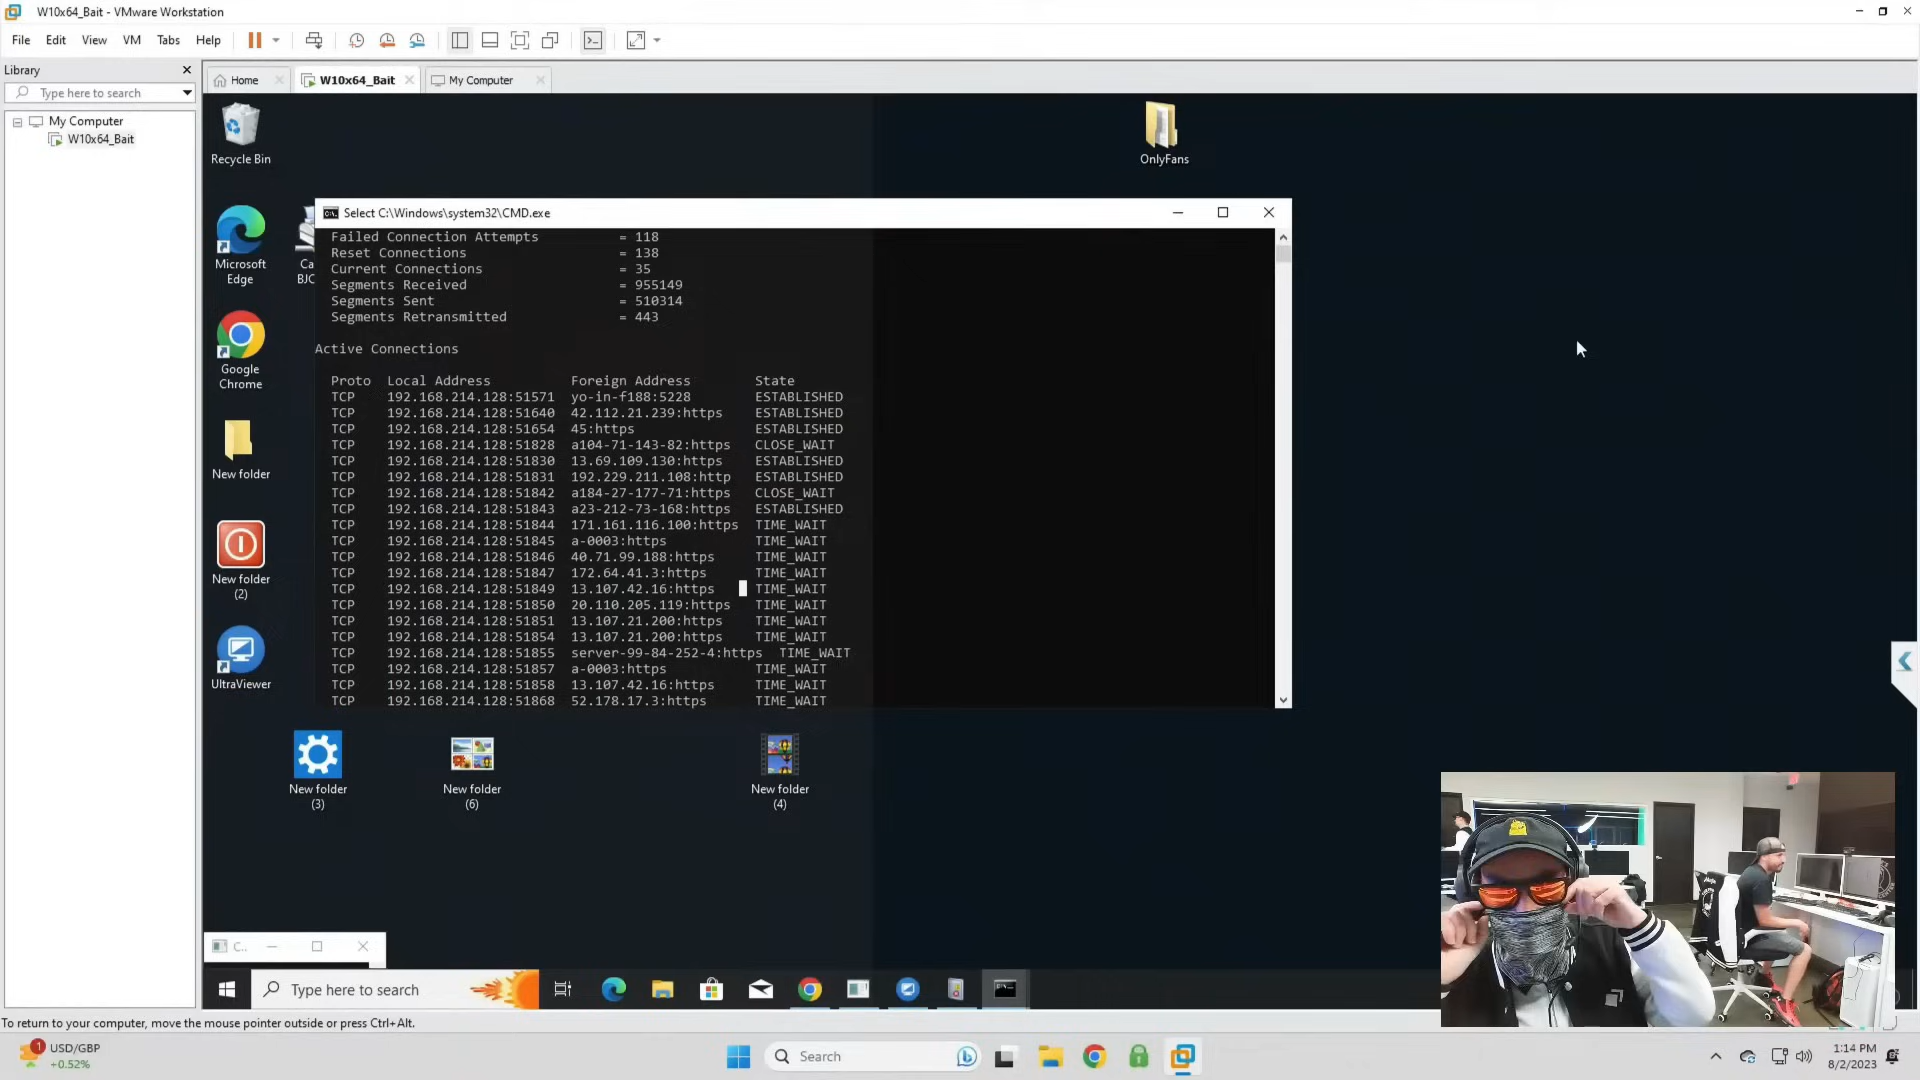 W10x64_Bait - VMware Workstation
File Edit View VM Tabs Help
Library
Type here to search
My Computer
W10x64_Bait
Home
W10x64_Bait
My Computer
Recycle Bin
OnlyFans
Microsoft
Edge
Ca
BJC
Google
Chrome
New folder
New folder
(2)
UltraViewer
Select C:\Windows\system32\CMD.exe
Failed Connection Attempts = 118
Reset Connections = 138
Current Connections = 35
Segments Received = 955149
Segments Sent = 510314
Segments Retransmitted = 443
Active Connections
Proto Local Address Foreign Address State
TCP 192.168.214.128:51571 yo-in-f188:5228 ESTABLISHED
TCP 192.168.214.128:51640 42.112.21.239:https ESTABLISHED
TCP 192.168.214.128:51654 45:https ESTABLISHED
TCP 192.168.214.128:51828 a104-71-143-82:https CLOSE_WAIT
TCP 192.168.214.128:51830 13.69.109.130:https ESTABLISHED
TCP 192.168.214.128:51831 192.229.211.108:http ESTABLISHED
TCP 192.168.214.128:51842 a184-27-177-71:https CLOSE_WAIT
TCP 192.168.214.128:51843 a23-212-73-168:https ESTABLISHED
TCP 192.168.214.128:51844 171.161.116.100:https TIME_WAIT
TCP 192.168.214.128:51845 a-0003:https TIME_WAIT
TCP 192.168.214.128:51846 40.71.99.188:https TIME_WAIT
TCP 192.168.214.128:51847 172.64.41.3:https TIME_WAIT
TCP 192.168.214.128:51849 13.107.42.16:https TIME_WAIT
TCP 192.168.214.128:51850 20.110.205.119:https TIME_WAIT
TCP 192.168.214.128:51851 13.107.21.200:https TIME_WAIT
TCP 192.168.214.128:51854 13.107.21.200:https TIME_WAIT
TCP 192.168.214.128:51855 server-99-84-252-4:https TIME_WAIT
TCP 192.168.214.128:51857 a-0003:https TIME_WAIT
TCP 192.168.214.128:51858 13.107.42.16:https TIME_WAIT
TCP 192.168.214.128:51868 52.178.17.3:https TIME_WAIT
New folder
(3)
New folder
(6)
New folder
(4)
C..
Type here to search
To return to your computer, move the mouse pointer outside or press Ctrl+Alt.
1
USD/GBP
+0.52%
Search
1:14 PM
8/2/2023